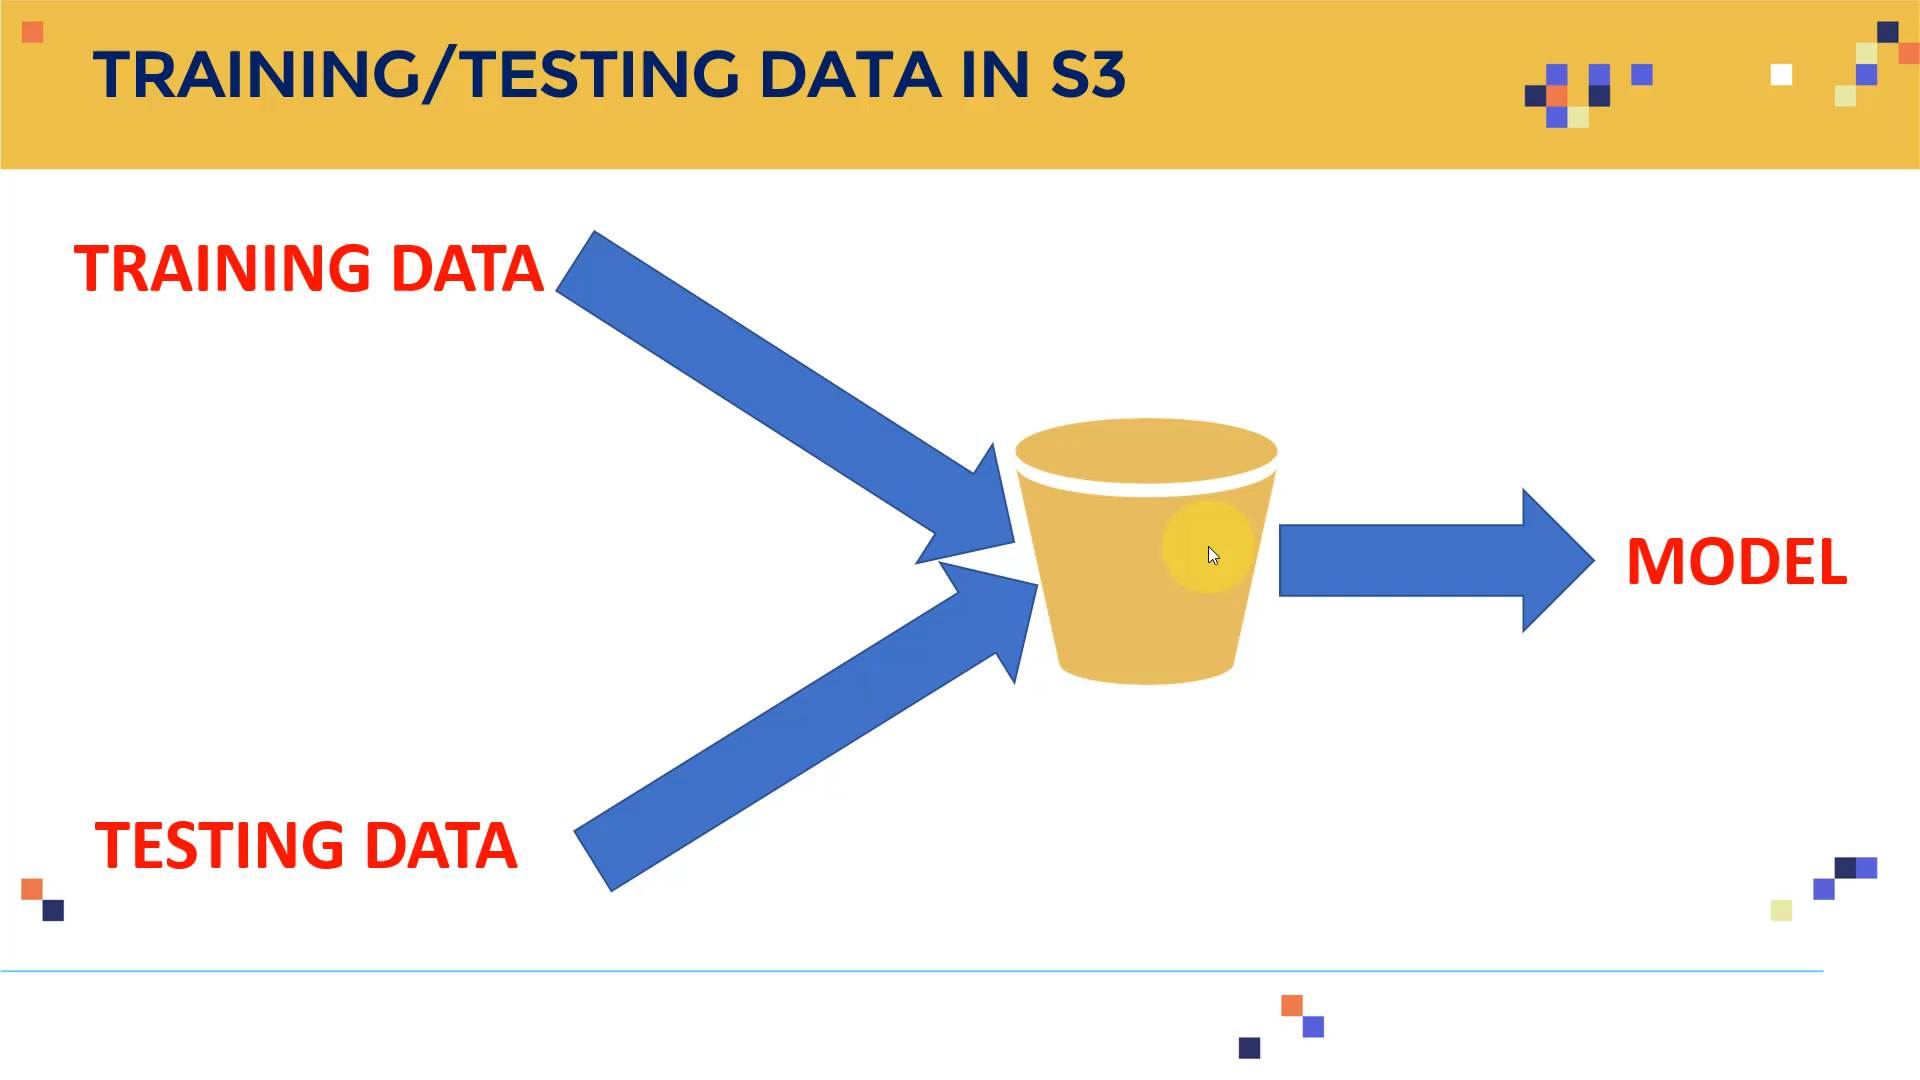 TRAINING/TESTING DATA IN S3
TRAINING DATA
MODEL
TESTING DATA